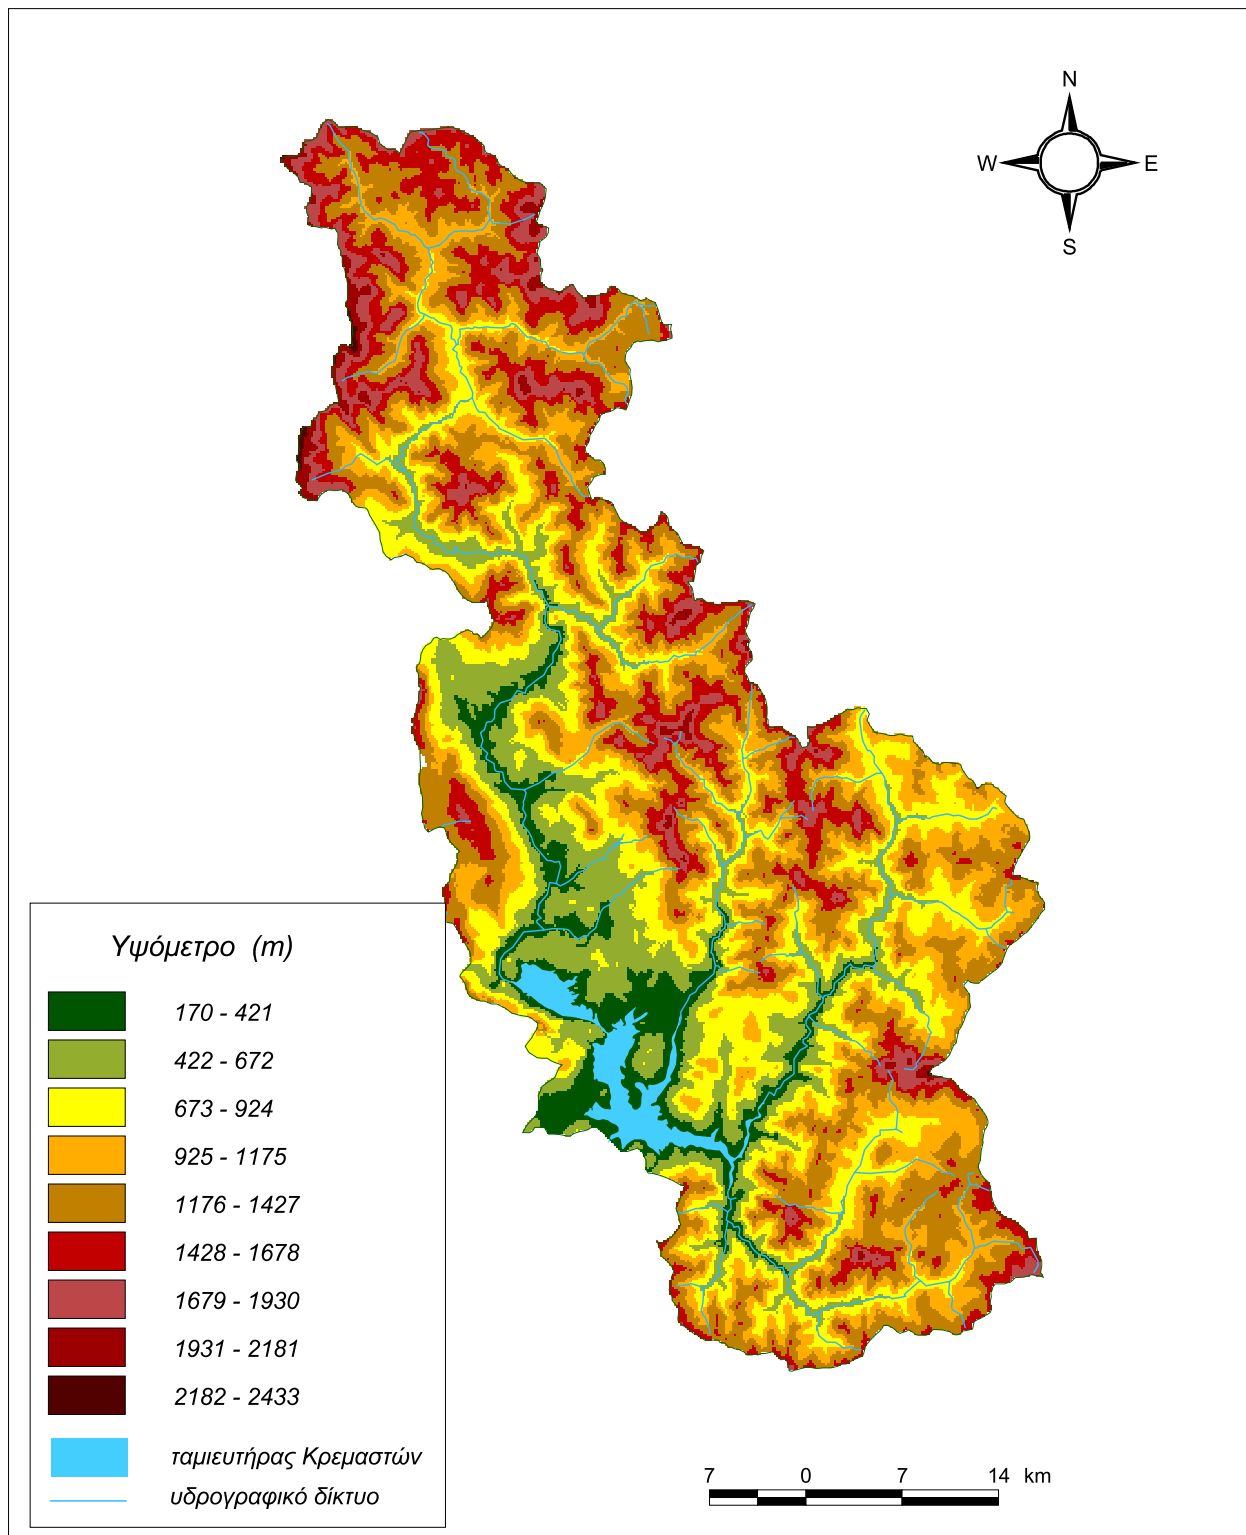 N
W E
S
Υψόμετρο (m)
170 - 421
422 - 672
673 - 924
925 - 1175
1176 - 1427
1428 - 1678
1679 - 1930
1931 - 2181
2182 - 2433
ταμιευτήρας Κρεμαστών
υδρογραφικό δίκτυο
7 0 7 14 km